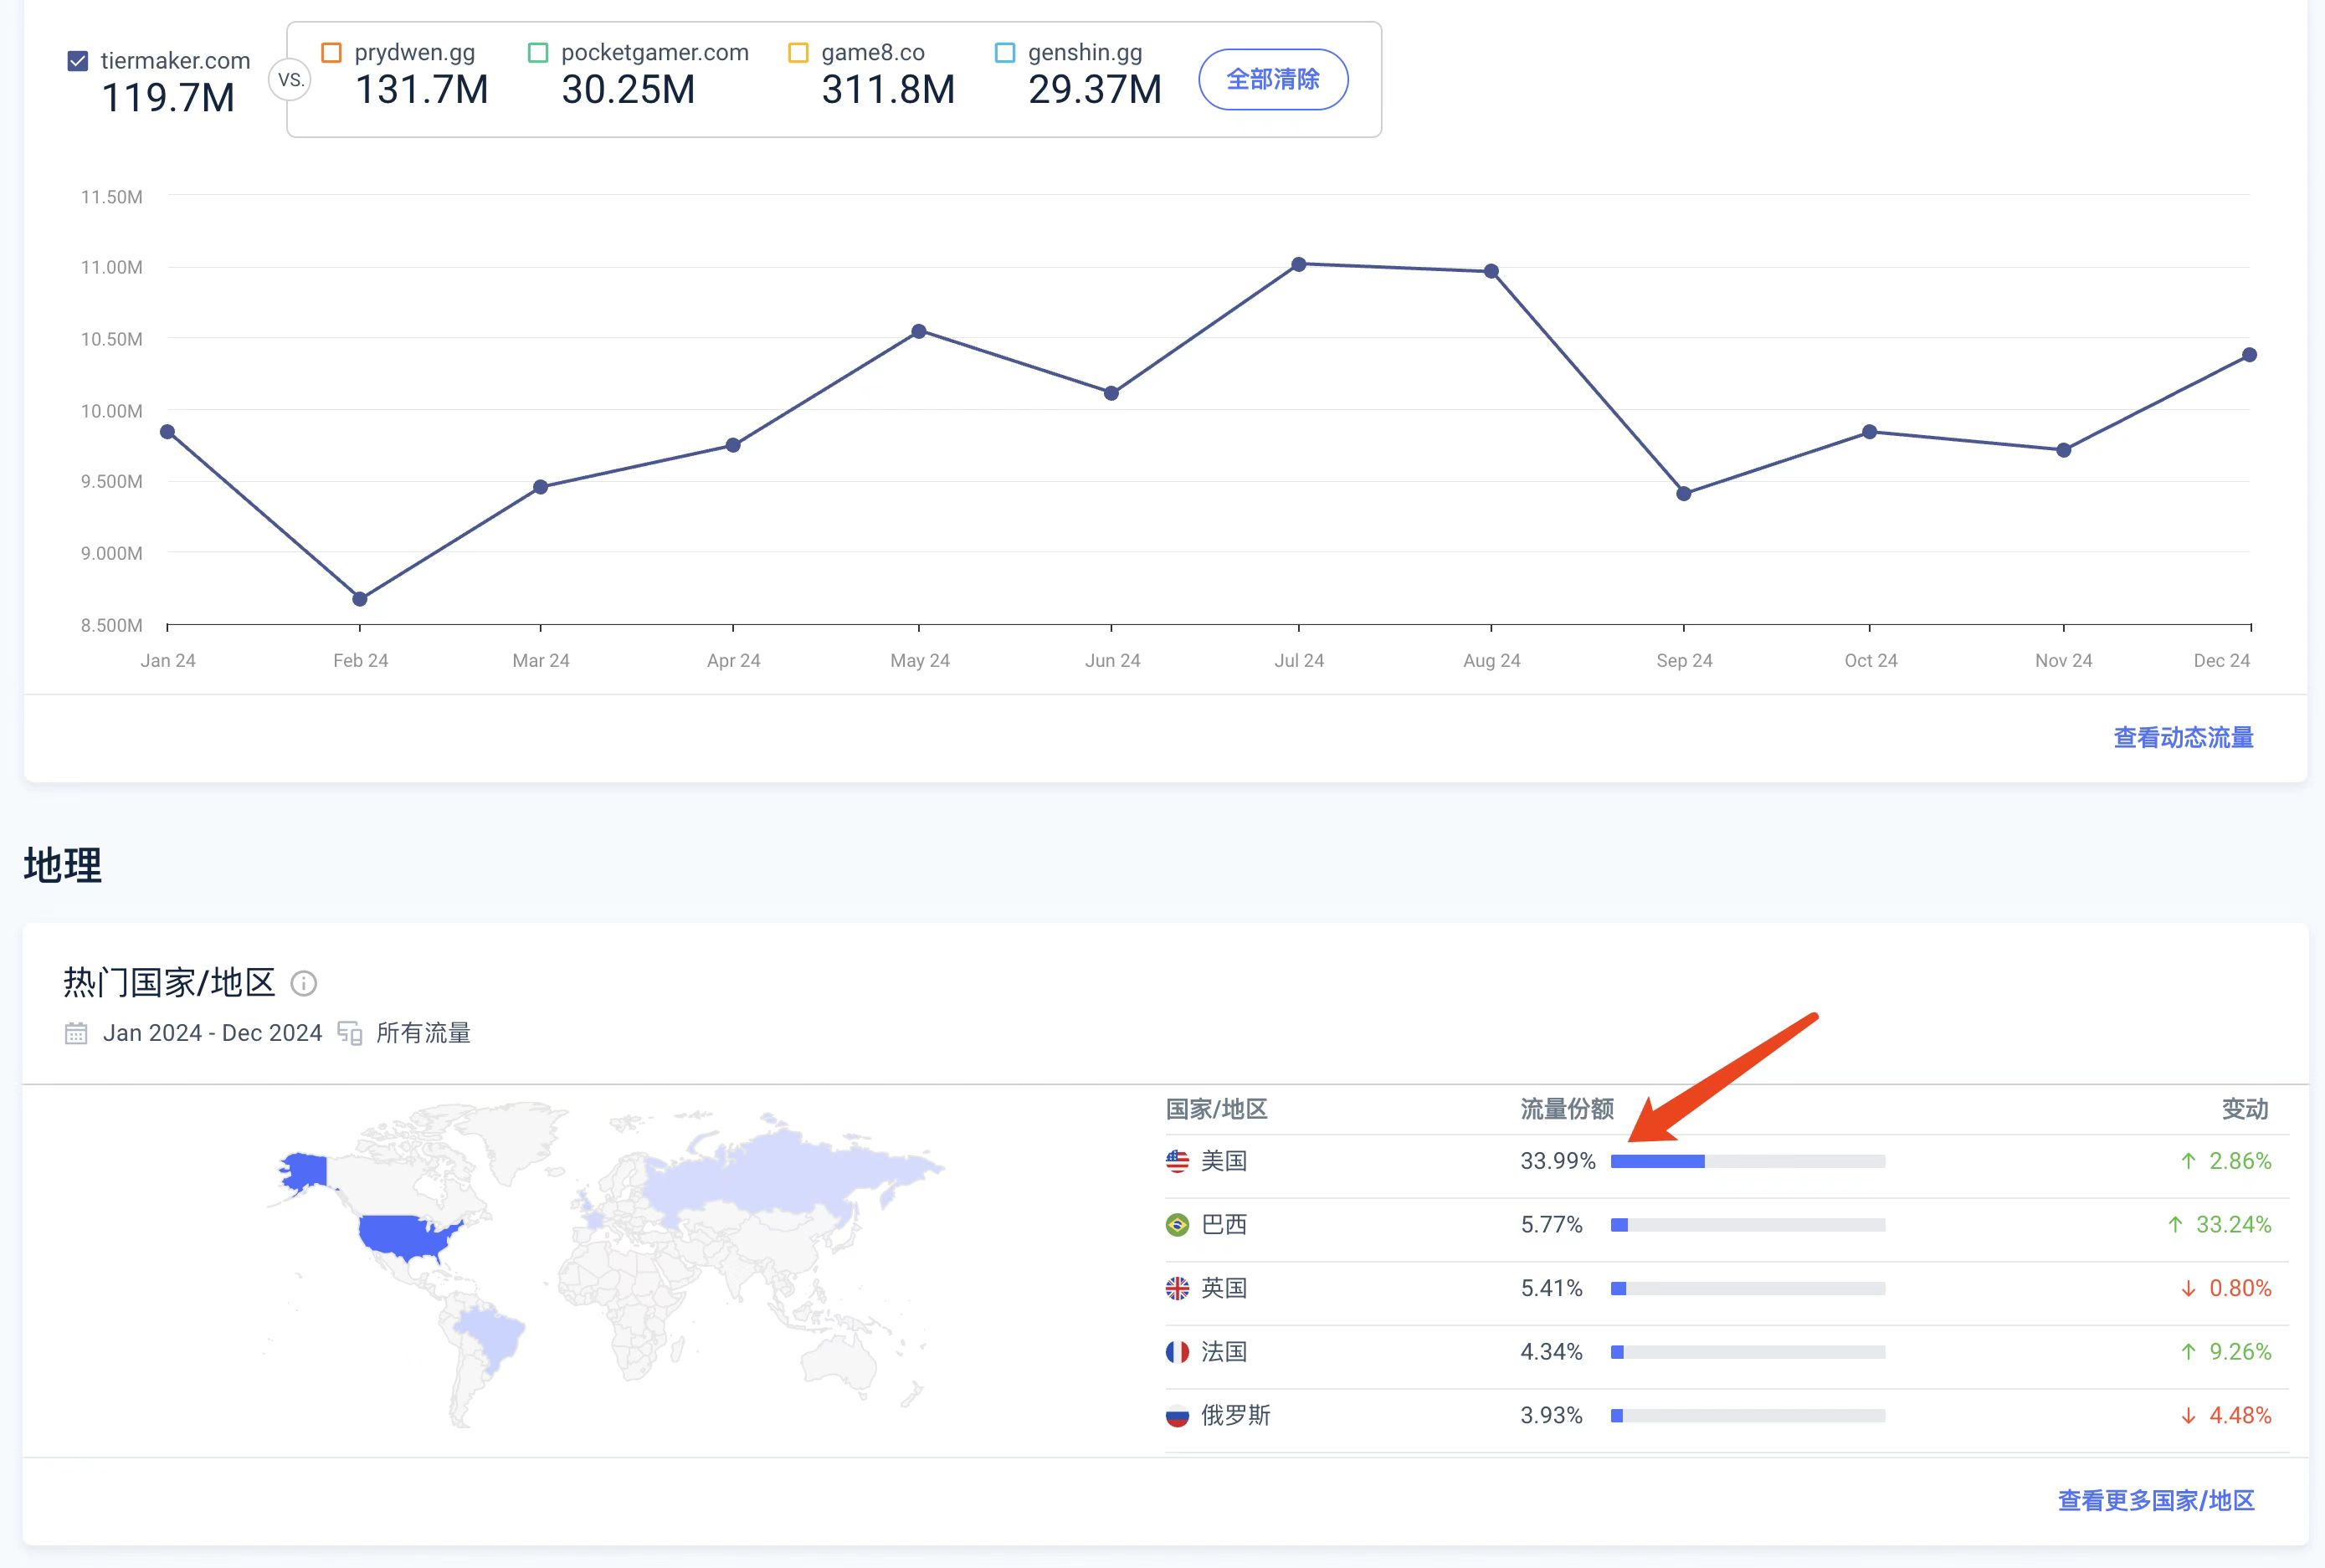 tiermaker.com
119.7M
VS.
prydwen.gg
131.7M
pocketgamer.com
30.25M
game8.co
311.8M
genshin.gg
29.37M
全部清除
11.50M
11.00M
10.50M
10.00M
9.500M
9.000M
8.500M
Jan 24 Feb 24 Mar 24 Apr 24 May 24 Jun 24 Jul 24 Aug 24 Sep 24 Oct 24 Nov 24 Dec 24
查看动态流量
地理
热门国家/地区
Jan 2024 - Dec 2024 所有流量
国家/地区 流量份额 变动
美国 33.99% ↑ 2.86%
巴西 5.77% ↑ 33.24%
英国 5.41% ↓ 0.80%
法国 4.34% ↑ 9.26%
俄罗斯 3.93% ↓ 4.48%
查看更多国家/地区